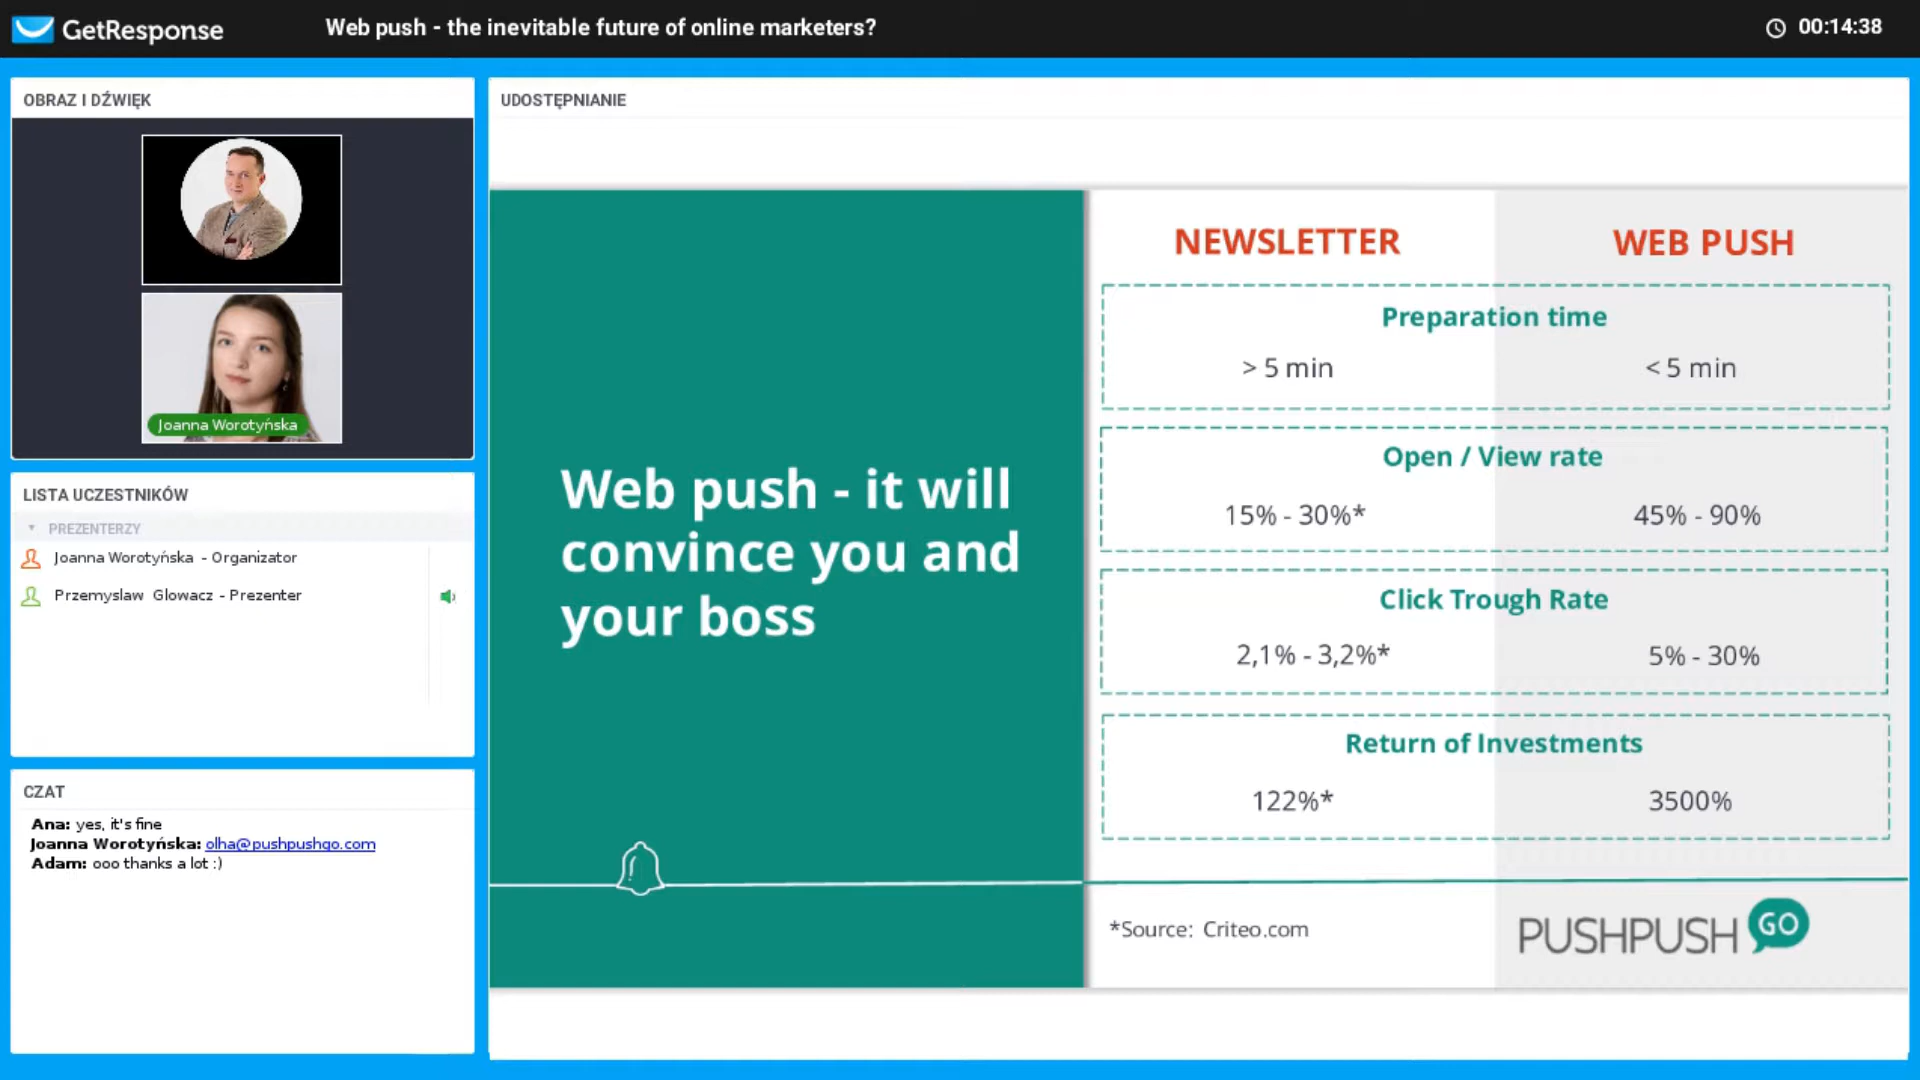 GetResponse
Web push - the inevitable future of online marketers?
00:14:38
OBRAZ I DŹWIĘK
Joanna Worotyńska
LISTA UCZESTNIKÓW
PREZENTERZY
Joanna Worotyńska - Organizator
Przemyslaw Glowacz - Prezenter
CZAT
Ana: yes, it's fine
Joanna Worotyńska: olha@pushpushgo.com
Adam: ooo thanks a lot :)
UDOSTĘPNIANIE
Web push - it will
convince you and
your boss
NEWSLETTER WEB PUSH
Preparation time
> 5 min < 5 min
Open / View rate
15% - 30%* 45% - 90%
Click Trough Rate
2,1% - 3,2%* 5% - 30%
Return of Investments
122%* 3500%
*Source: Criteo.com
PUSHPUSH GO